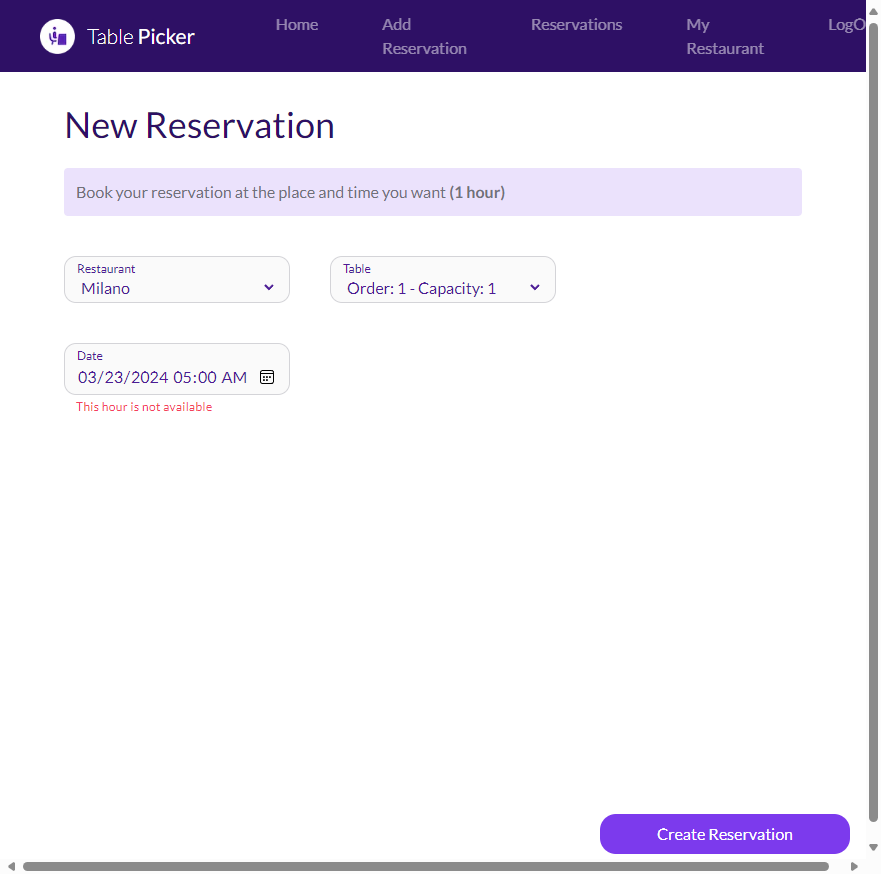 Table Picker
Home
Add
Reservation
Reservations
My
Restaurant
LogO
New Reservation
Book your reservation at the place and time you want (1 hour)
Restaurant
Milano
Table
Order: 1 - Capacity: 1
Date
03/23/2024 05:00 AM
This hour is not available
Create Reservation